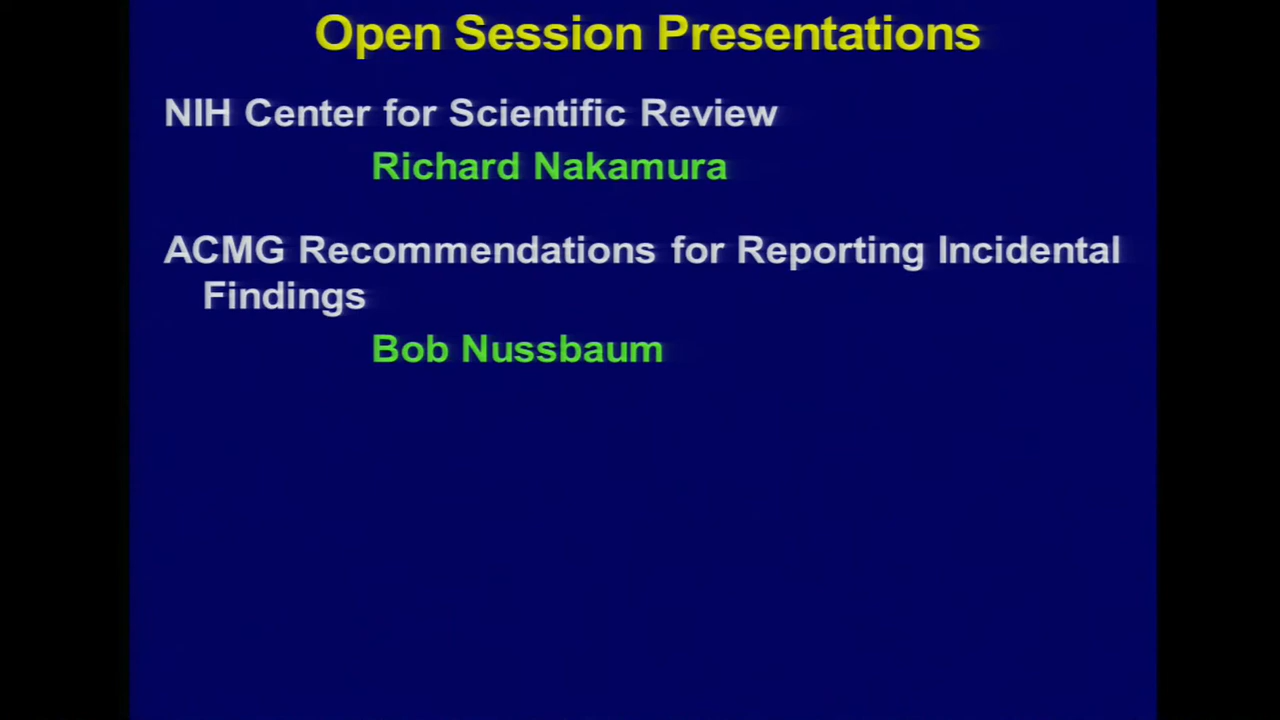 Open Session Presentations
NIH Center for Scientific Review
Richard Nakamura
ACMG Recommendations for Reporting Incidental
Findings
Bob Nussbaum